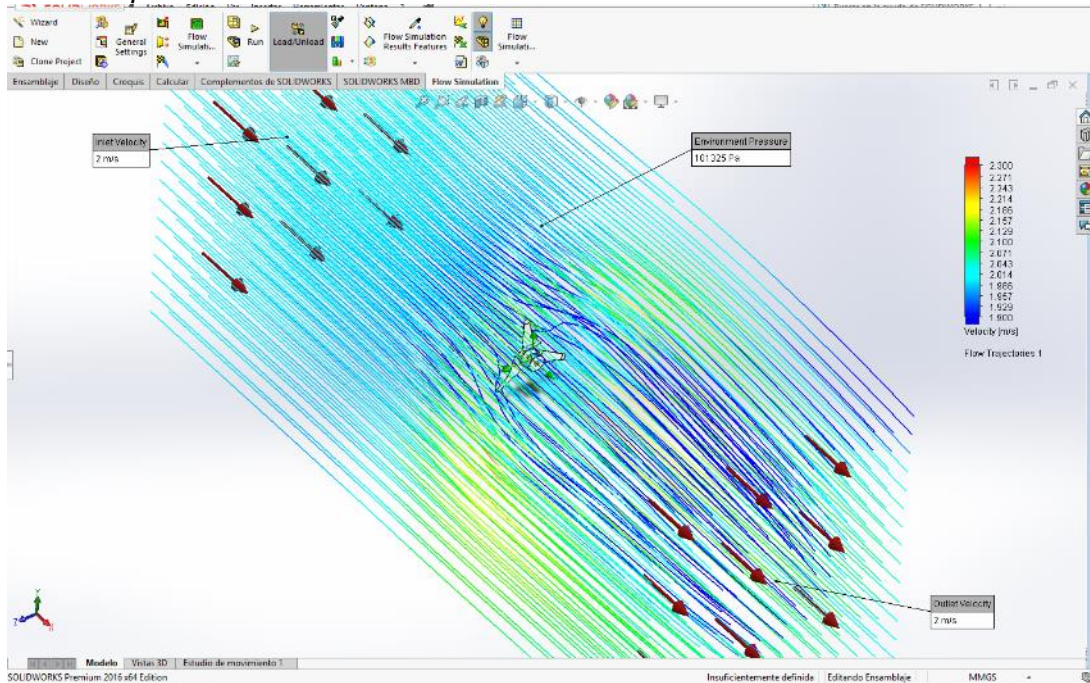 Wizard
New
Clone Project
General Settings
Flow Simulati...
Run
Load/Unload
Flow Simulation Results Features
Flow Simulati...
Ensamblaje Diseño Croquis Calcular Complementos de SOLIDWORKS SOLIDWORKS MBD Flow Simulation
Inlet Velocity
2 m/s
Environment Pressure
101325 Pa
2.300
2.271
2.243
2.214
2.186
2.157
2.129
2.100
2.071
2.043
2.014
1.986
1.957
1.929
1.900
Velocity [m/s]
Flow Trajectories 1
Outlet Velocity
2 m/s
Y
Z
X
Modelo Vistas 3D Estudio de movimiento 1
SOLIDWORKS Premium 2016 x64 Edition
Insuficientemente definida Editando Ensamblaje MMGS